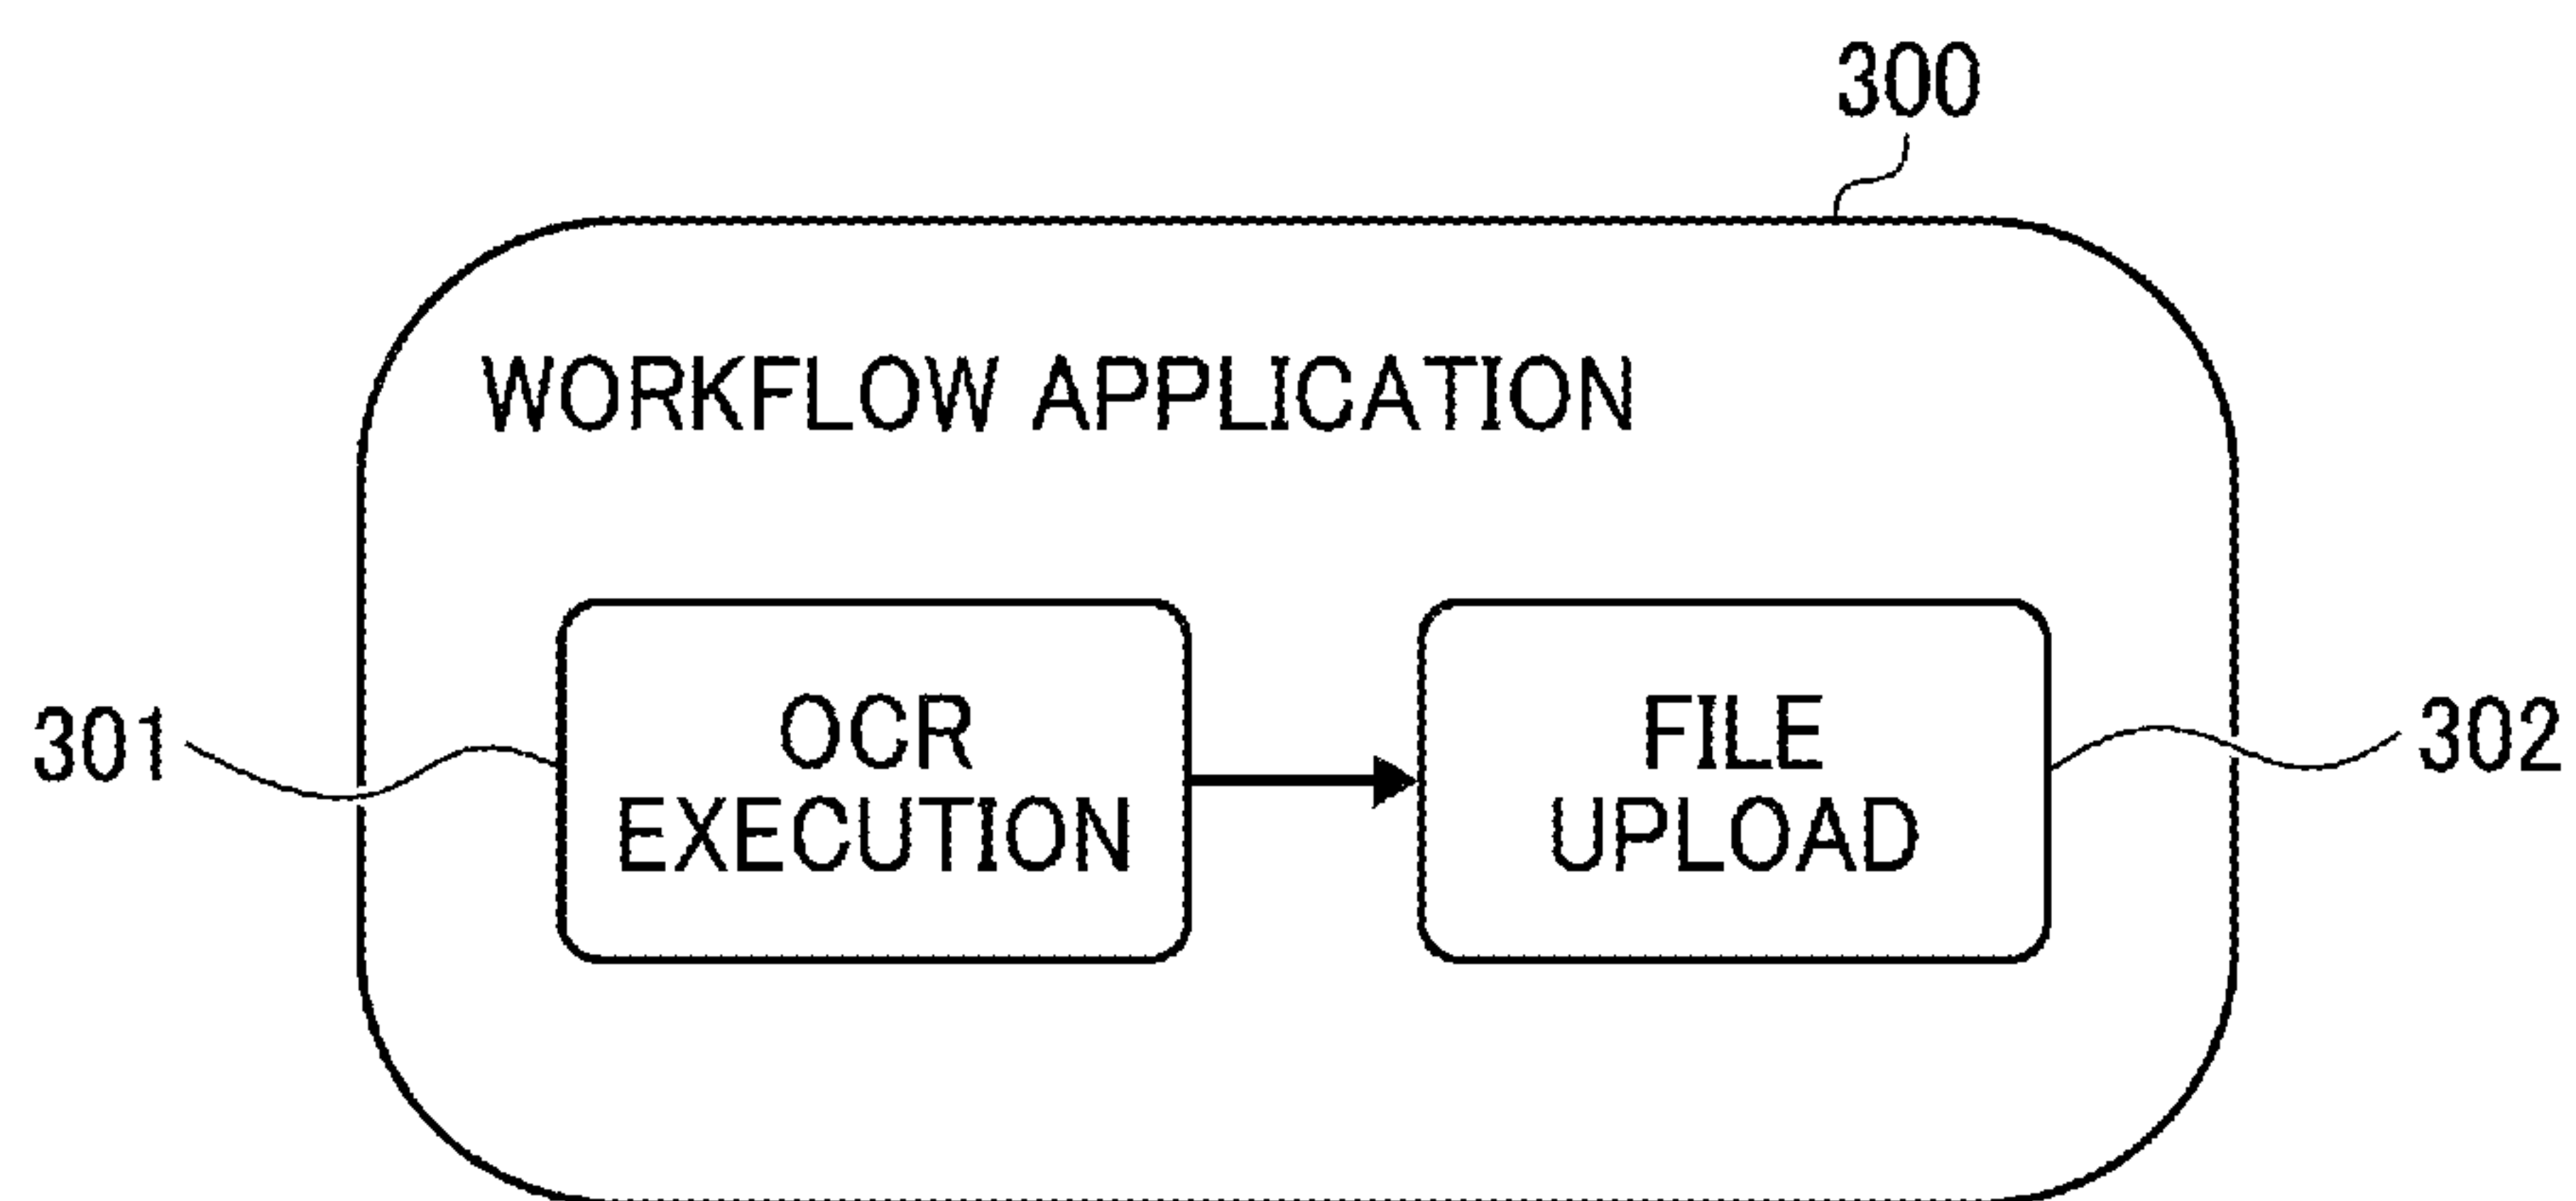 300
WORKFLOW APPLICATION
301
OCR
EXECUTION
FILE
UPLOAD
302